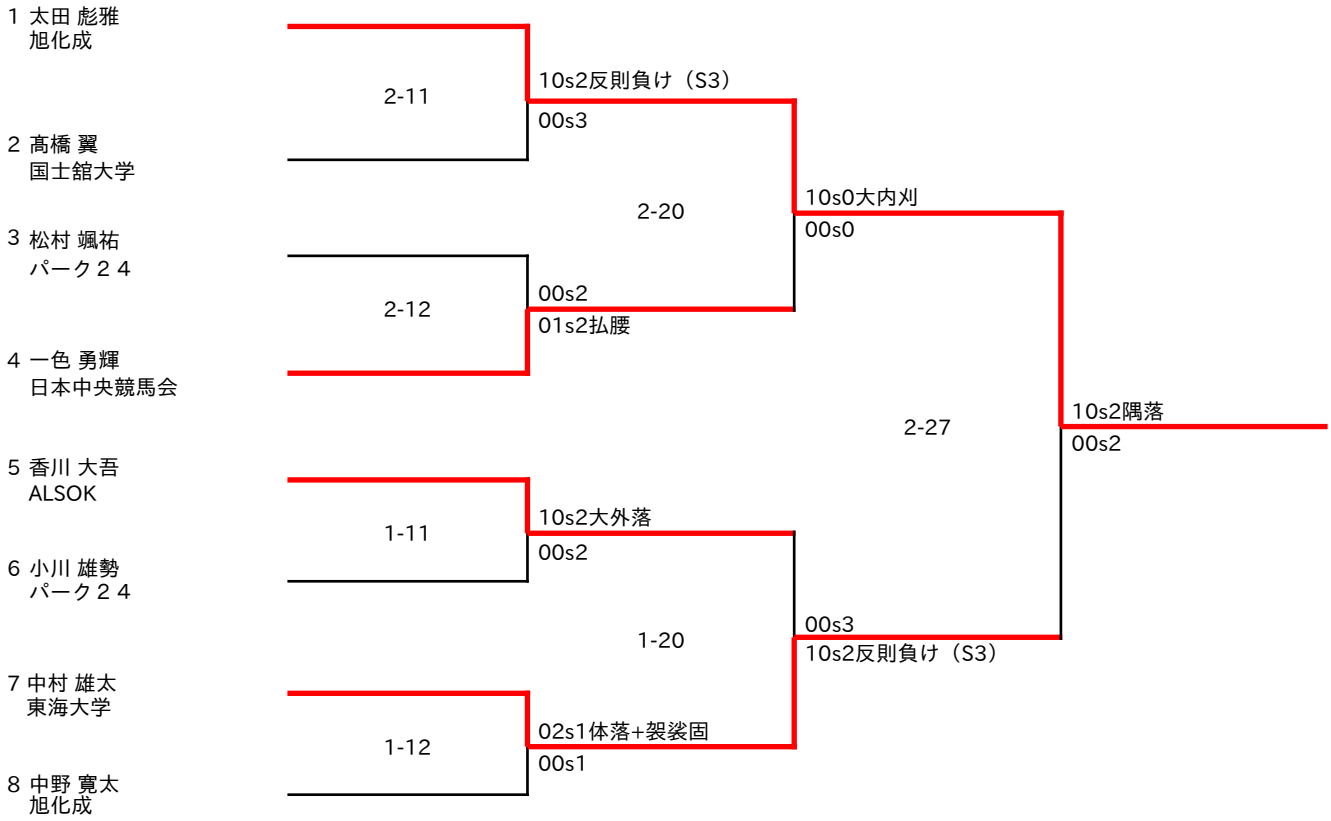 1 太田 彪雅
旭化成
2-11
10s2反則負け（S3）
00s3
2 髙橋 翼
国士舘大学
2-20
10s0大内刈
00s0
3 松村 颯祐
パーク２４
2-12
00s2
01s2払腰
4 一色 勇輝
日本中央競馬会
2-27
10s2隅落
00s2
5 香川 大吾
ALSOK
1-11
10s2大外落
00s2
6 小川 雄勢
パーク２４
1-20
00s3
10s2反則負け（S3）
7 中村 雄太
東海大学
1-12
02s1体落+袈裟固
00s1
8 中野 寛太
旭化成